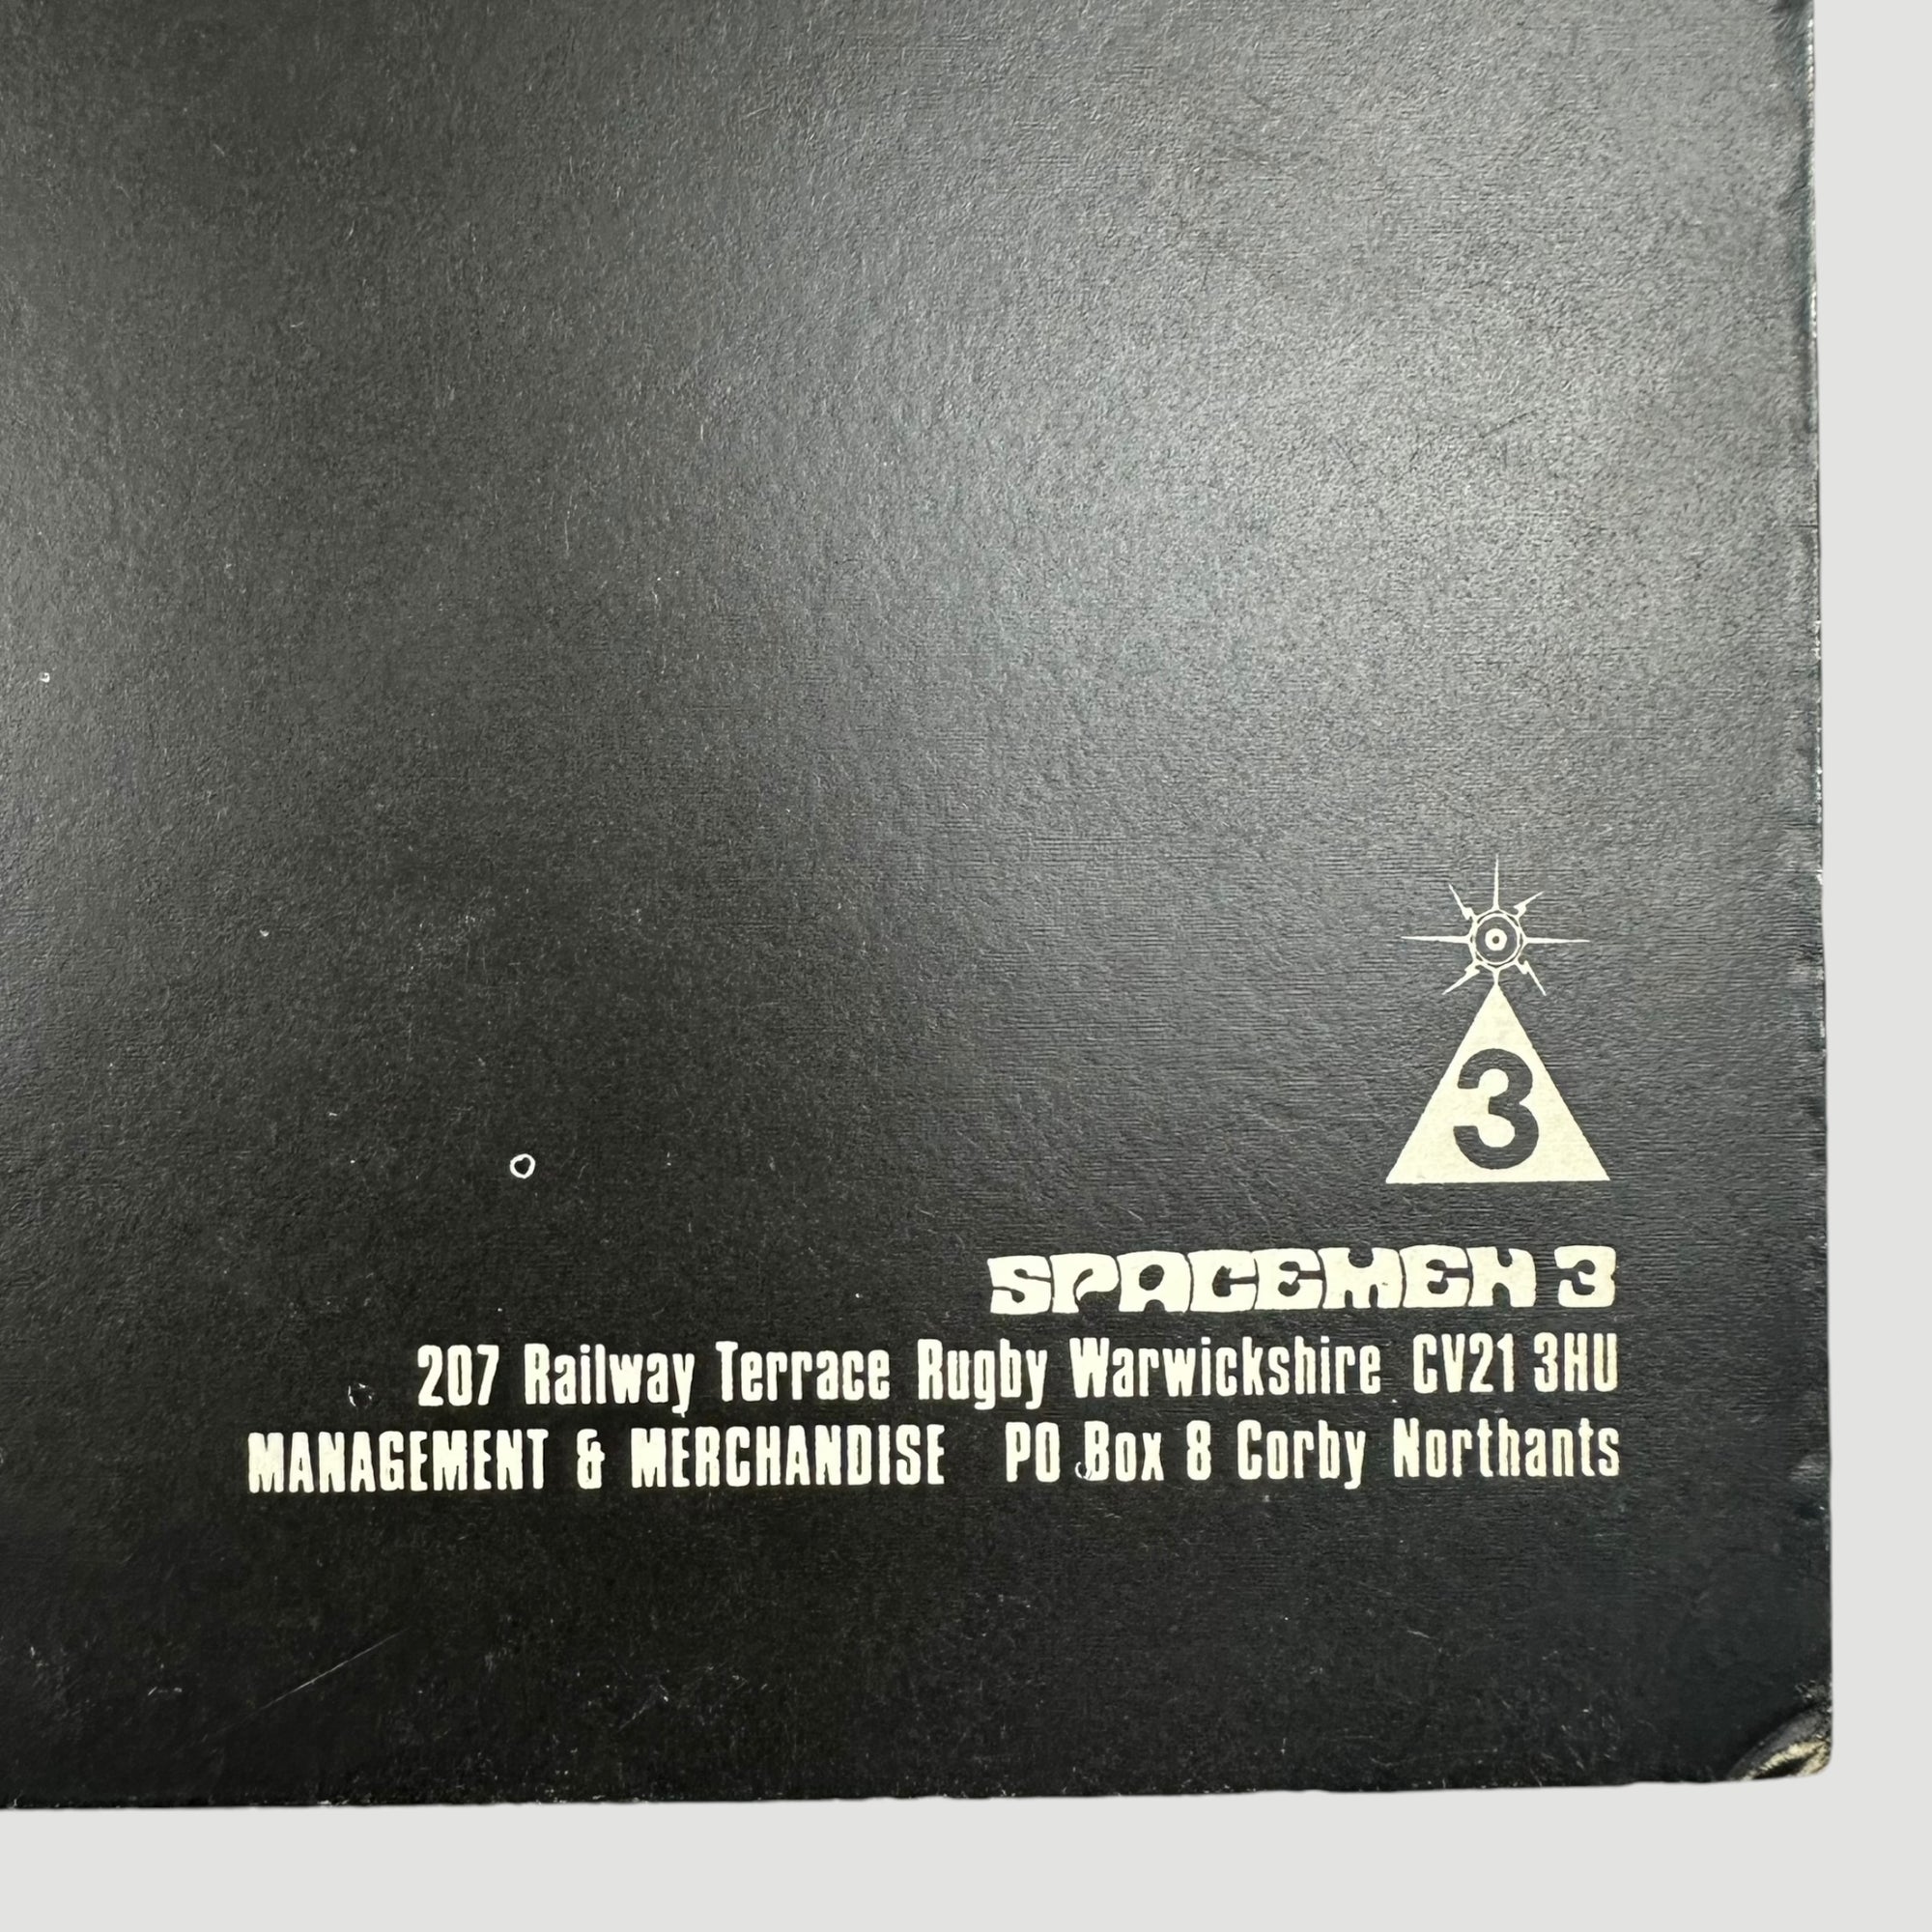 3
SPACEMEN 3
207 Railway Terrace Rugby Warwickshire CV21 3HU
MANAGEMENT & MERCHANDISE PO Box 8 Corby Northants